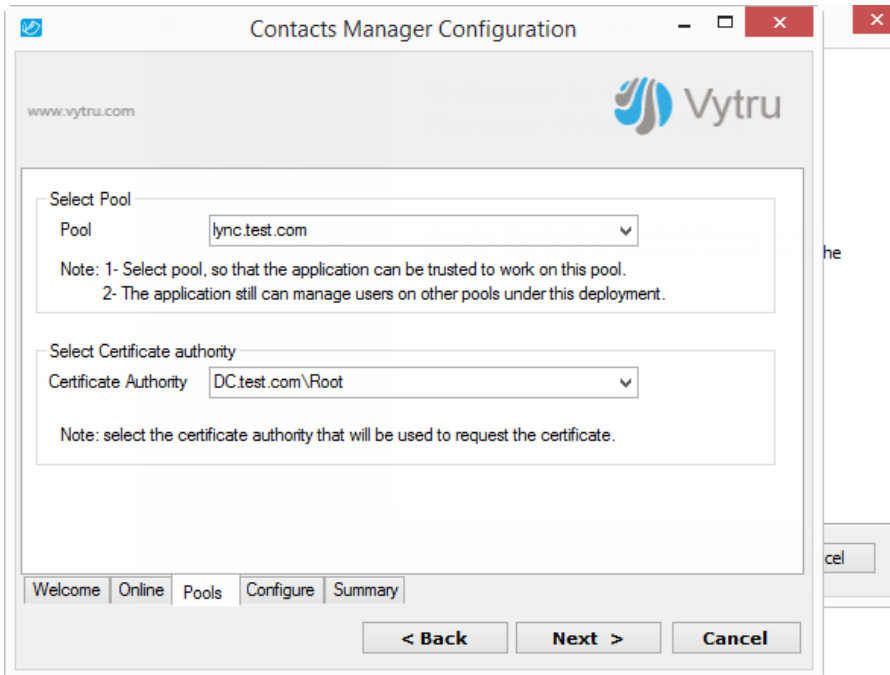 Contacts Manager Configuration
www.vytru.com
Vytru
Select Pool
Pool
lync.test.com
Note: 1- Select pool, so that the application can be trusted to work on this pool.
2- The application still can manage users on other pools under this deployment.
he
Select Certificate authority
Certificate Authority
DC.test.com\Root
Note: select the certificate authority that will be used to request the certificate.
cel
Welcome Online Pools Configure Summary
< Back Next > Cancel